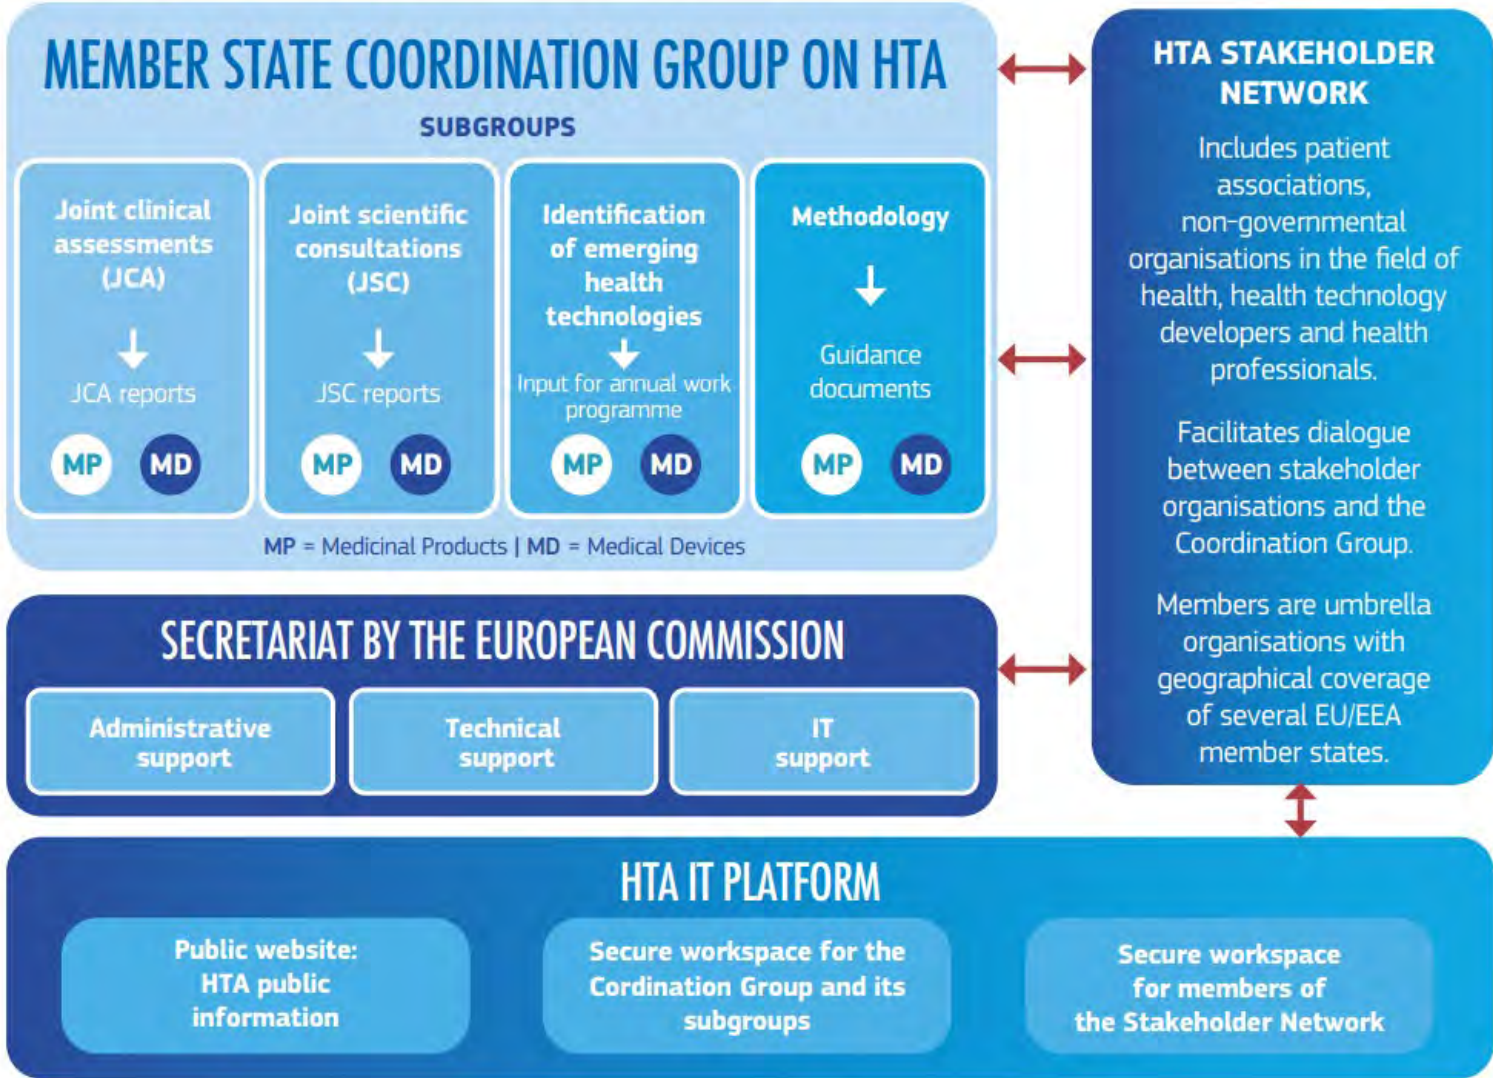 MEMBER STATE COORDINATION GROUP ON HTA
SUBGROUPS
Joint clinical
assessments
(JCA)
JCA reports
MP MD
Joint scientific
consultations
(JSC)
JSC reports
MP MD
Identification
of emerging
health
technologies
Input for annual work
programme
MP MD
Methodology
Guidance
documents
MP MD
MP = Medicinal Products | MD = Medical Devices
HTA STAKEHOLDER
NETWORK
Includes patient
associations,
non-governmental
organisations in the field of
health, health technology
developers and health
professionals.
Facilitates dialogue
between stakeholder
organisations and the
Coordination Group.
Members are umbrella
organisations with
geographical coverage
of several EU/EEA
member states.
SECRETARIAT BY THE EUROPEAN COMMISSION
Administrative
support
Technical
support
IT
support
HTA IT PLATFORM
Public website:
HTA public
information
Secure workspace for the
Cordination Group and its
subgroups
Secure workspace
for members of
the Stakeholder Network